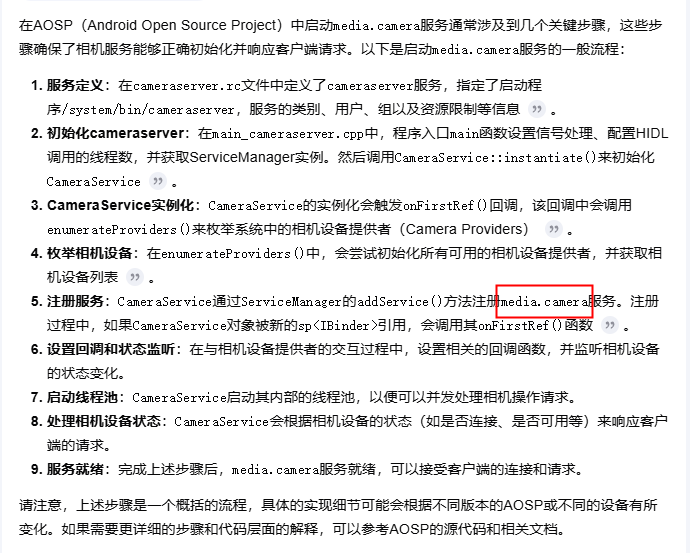 在AOSP（Android Open Source Project）中启动media.camera服务通常涉及到几个关键步骤，这些步
骤确保了相机服务能够正确初始化并响应客户端请求。以下是启动media.camera服务的一般流程：
1. 服务定义：在cameraserver.rc文件中定义了cameraserver服务，指定了启动程
序/system/bin/cameraserver，服务的类别、用户、组以及资源限制等信息 ”。
2. 初始化cameraserver：在main_cameraserver.cpp中，程序入口main函数设置信号处理、配置HIDL
调用的线程数，并获取ServiceManager实例。然后调用CameraService::instantiate()来初始化
CameraService ”。
3. CameraService实例化：CameraService的实例化会触发onFirstRef()回调，该回调中会调用
enumerateProviders()来枚举系统中的相机设备提供者（Camera Providers） ”。
4. 枚举相机设备：在enumerateProviders()中，会尝试初始化所有可用的相机设备提供者，并获取相
机设备列表 ”。
5. 注册服务：CameraService通过ServiceManager的addService()方法注册media.camera服务。注册
过程中，如果CameraService对象被新的sp<IBinder>引用，会调用其onFirstRef()函数 ”。
6. 设置回调和状态监听：在与相机设备提供者的交互过程中，设置相关的回调函数，并监听相机设备
的状态变化。
7. 启动线程池：CameraService启动其内部的线程池，以便可以并发处理相机操作请求。
8. 处理相机设备状态：CameraService会根据相机设备的状态（如是否连接、是否可用等）来响应客户
端的请求。
9. 服务就绪：完成上述步骤后，media.camera服务就绪，可以接受客户端的连接和请求。
请注意，上述步骤是一个概括的流程，具体的实现细节可能会根据不同版本的AOSP或不同的设备有所
变化。如果需要更详细的步骤和代码层面的解释，可以参考AOSP的源代码和相关文档。